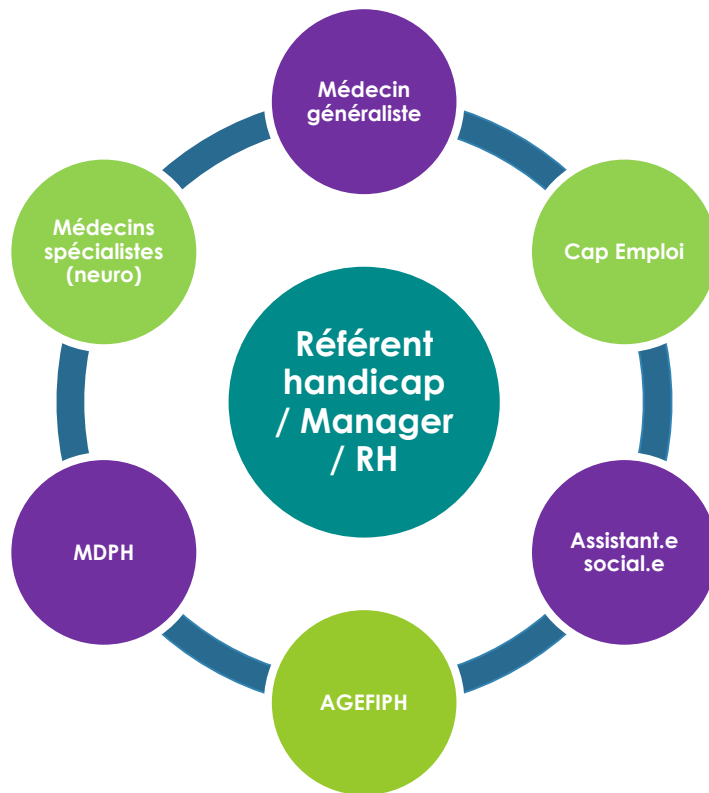 Médecin
généraliste
Médecins
spécialistes
(neuro)
Cap Emploi
Référent
handicap
/ Manager
/ RH
MDPH
Assistant.e
social.e
AGEFIPH